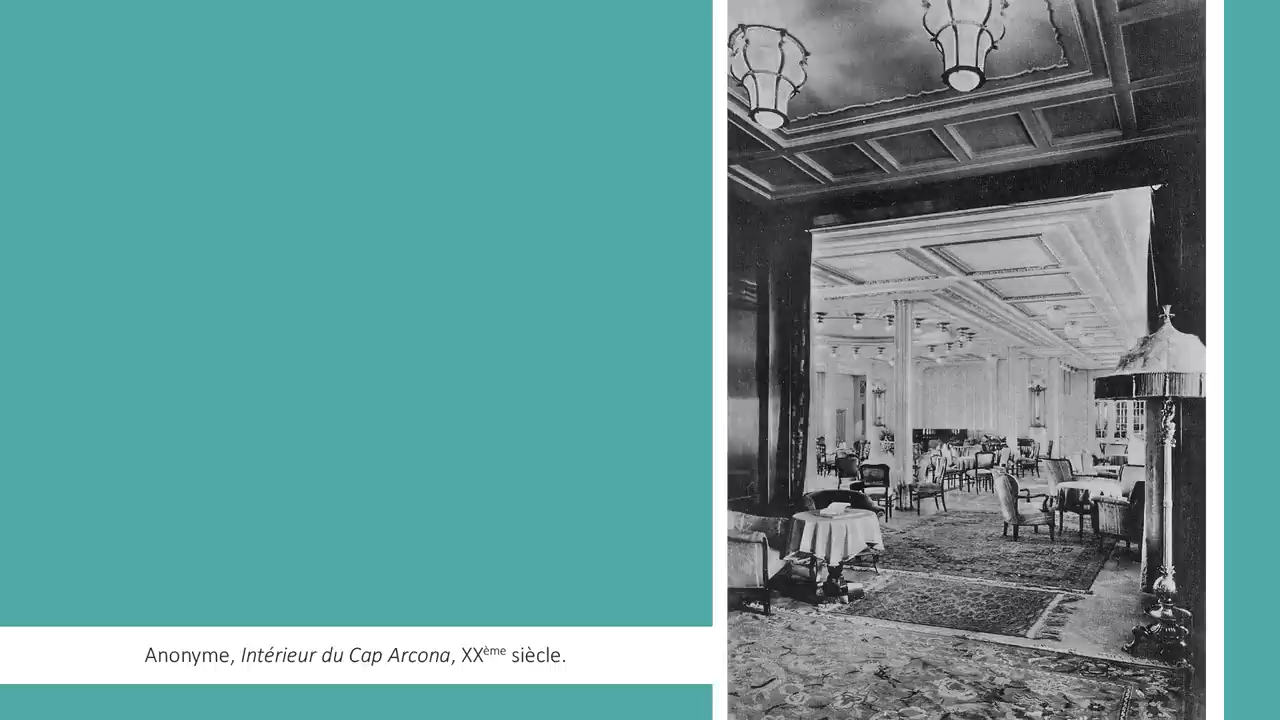 Anonyme, Intérieur du Cap Arcona, XXème siècle.